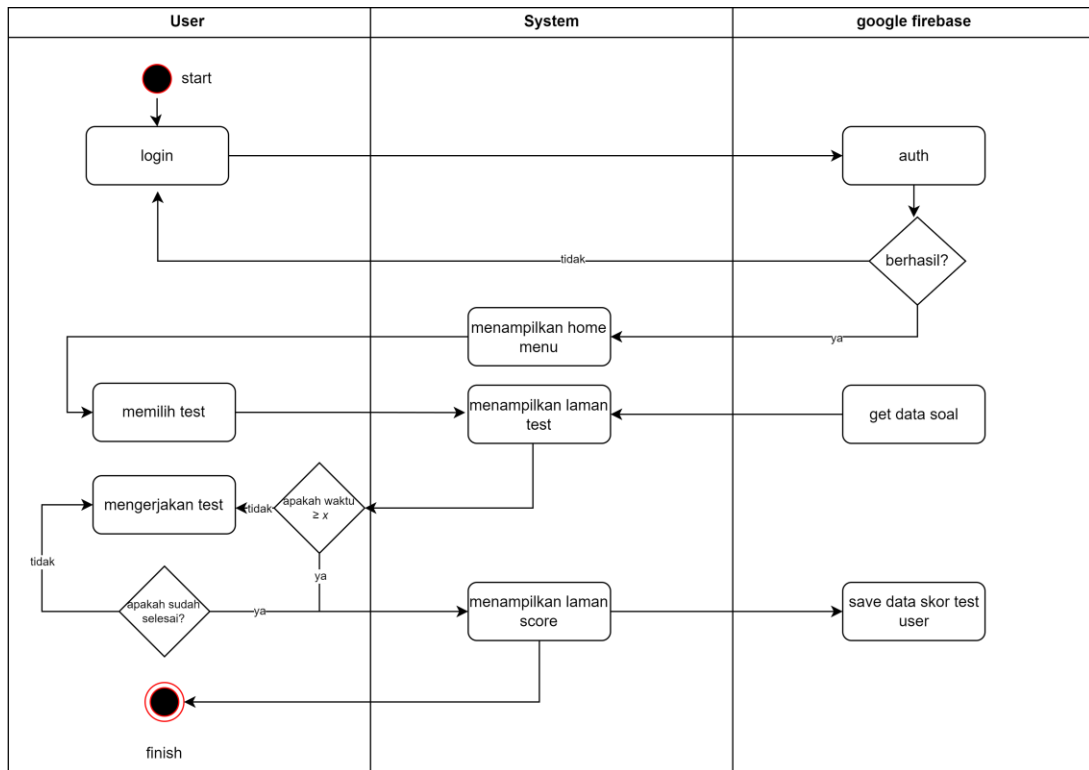 User
System
google firebase
start
login
auth
berhasil?
tidak
menampilkan home
menu
ya
memilih test
menampilkan laman
test
get data soal
mengerjakan test
tidak
apakah waktu
≥ x
tidak
ya
apakah sudah
selesai?
ya
menampilkan laman
score
save data skor test
user
finish